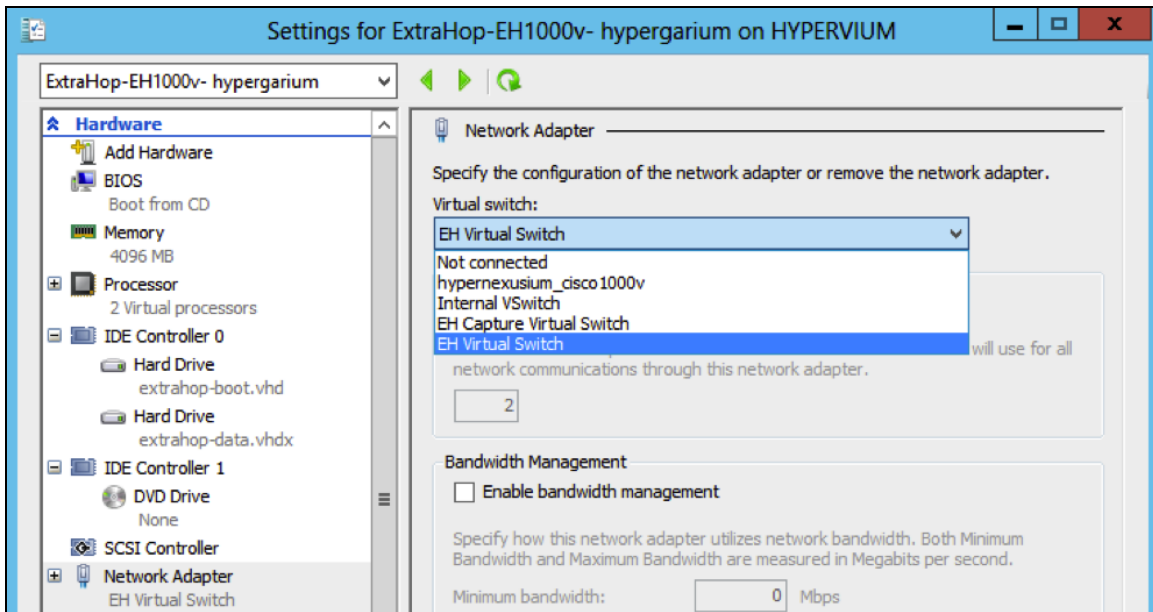 Settings for ExtraHop-EH1000v- hypergarium on HYPERVIUM
ExtraHop-EH1000v- hypergarium
Hardware
Add Hardware
BIOS
Boot from CD
Memory
4096 MB
Processor
2 Virtual processors
IDE Controller 0
Hard Drive
extrahop-boot.vhd
Hard Drive
extrahop-data.vhdx
IDE Controller 1
DVD Drive
None
SCSI Controller
Network Adapter
EH Virtual Switch
Network Adapter
Specify the configuration of the network adapter or remove the network adapter.
Virtual switch:
EH Virtual Switch
Not connected
hypernexusium_cisco1000v
Internal VSwitch
EH Capture Virtual Switch
EH Virtual Switch
will use for all
network communications through this network adapter.
2
Bandwidth Management
Enable bandwidth management
Specify how this network adapter utilizes network bandwidth. Both Minimum
Bandwidth and Maximum Bandwidth are measured in Megabits per second.
Minimum bandwidth: 0 Mbps